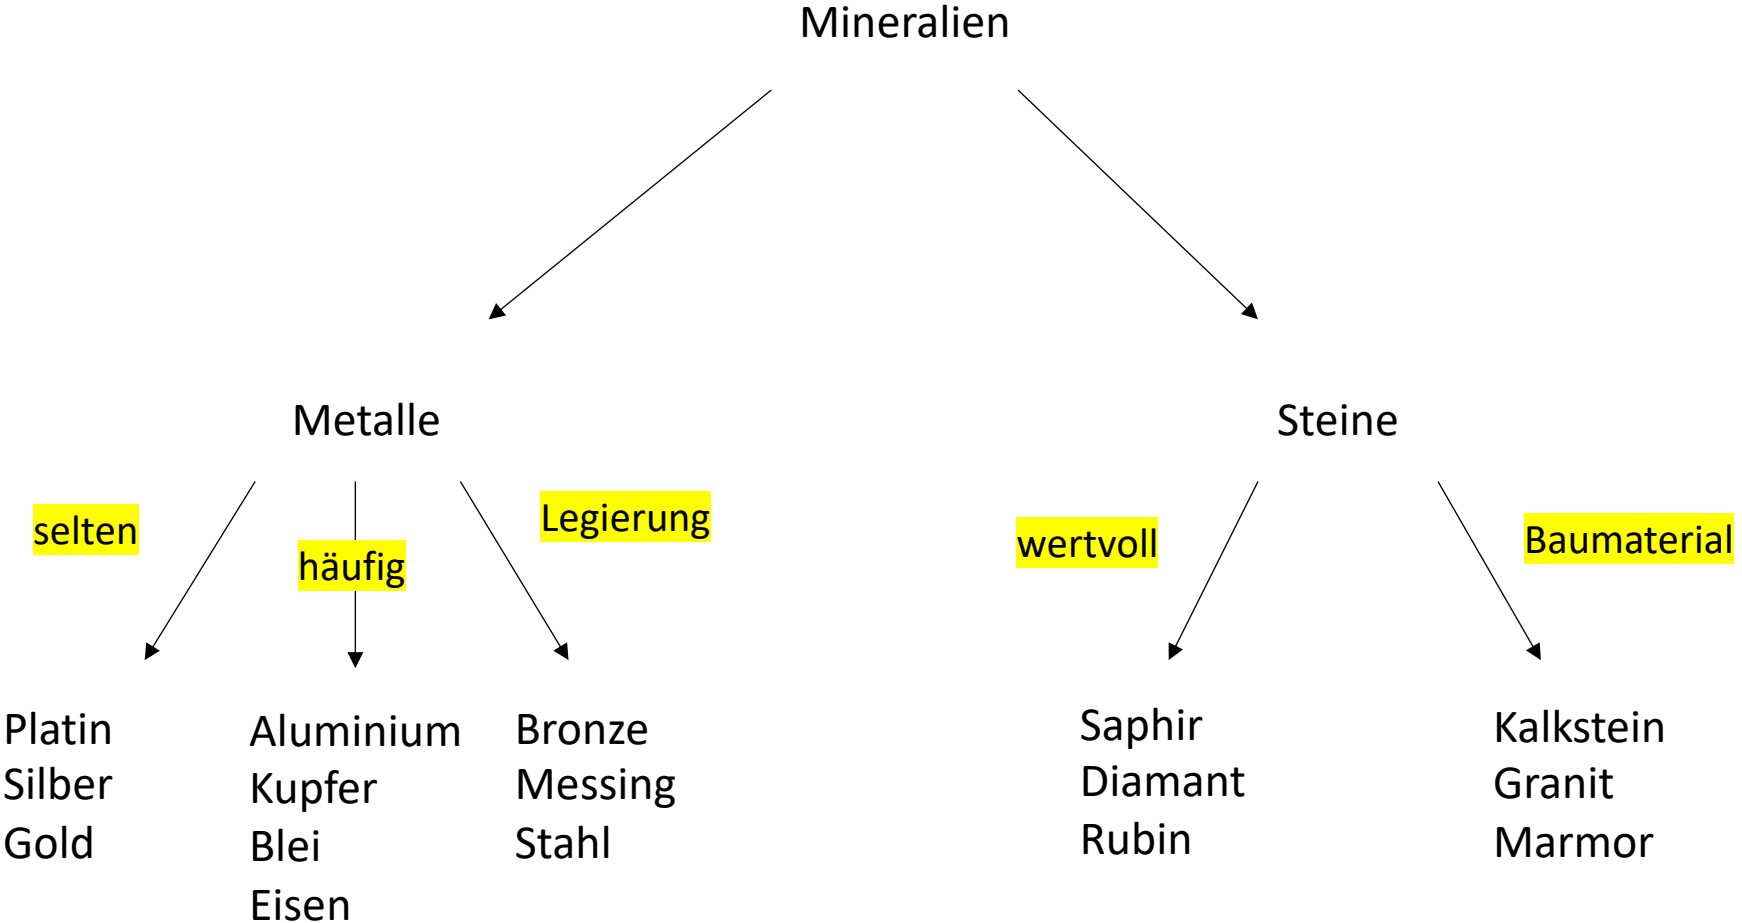 Mineralien
Metalle
Steine
selten
häufig
Legierung
wertvoll
Baumaterial
Platin
Silber
Gold
Aluminium
Kupfer
Blei
Eisen
Bronze
Messing
Stahl
Saphir
Diamant
Rubin
Kalkstein
Granit
Marmor